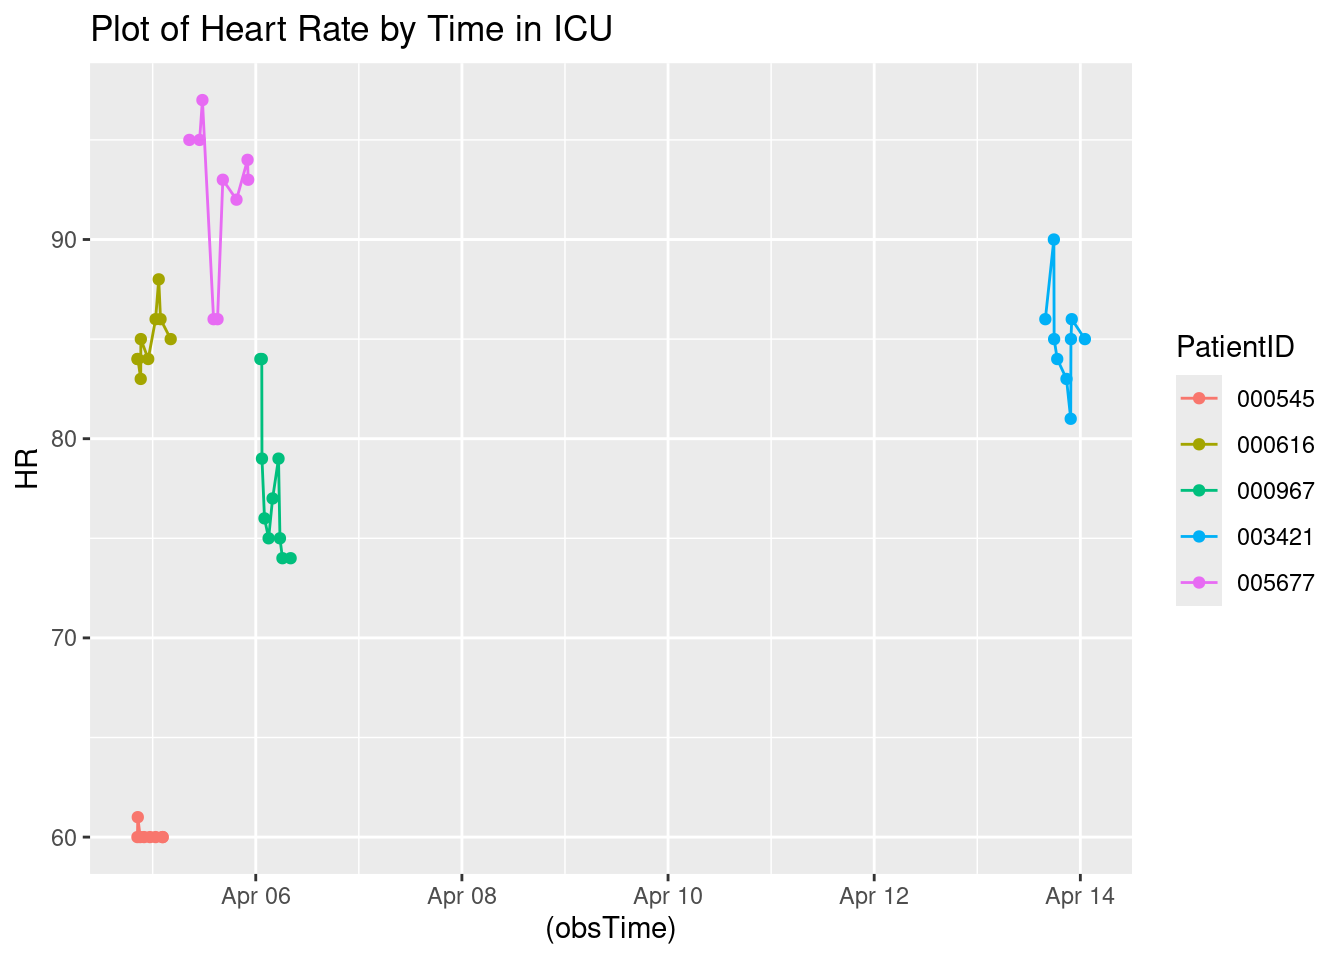 Plot of Heart Rate by Time in ICU
HR
90
80
70
60
Apr 06
Apr 08
Apr 10
Apr 12
Apr 14
(obsTime)
PatientID
000545
000616
000967
003421
005677